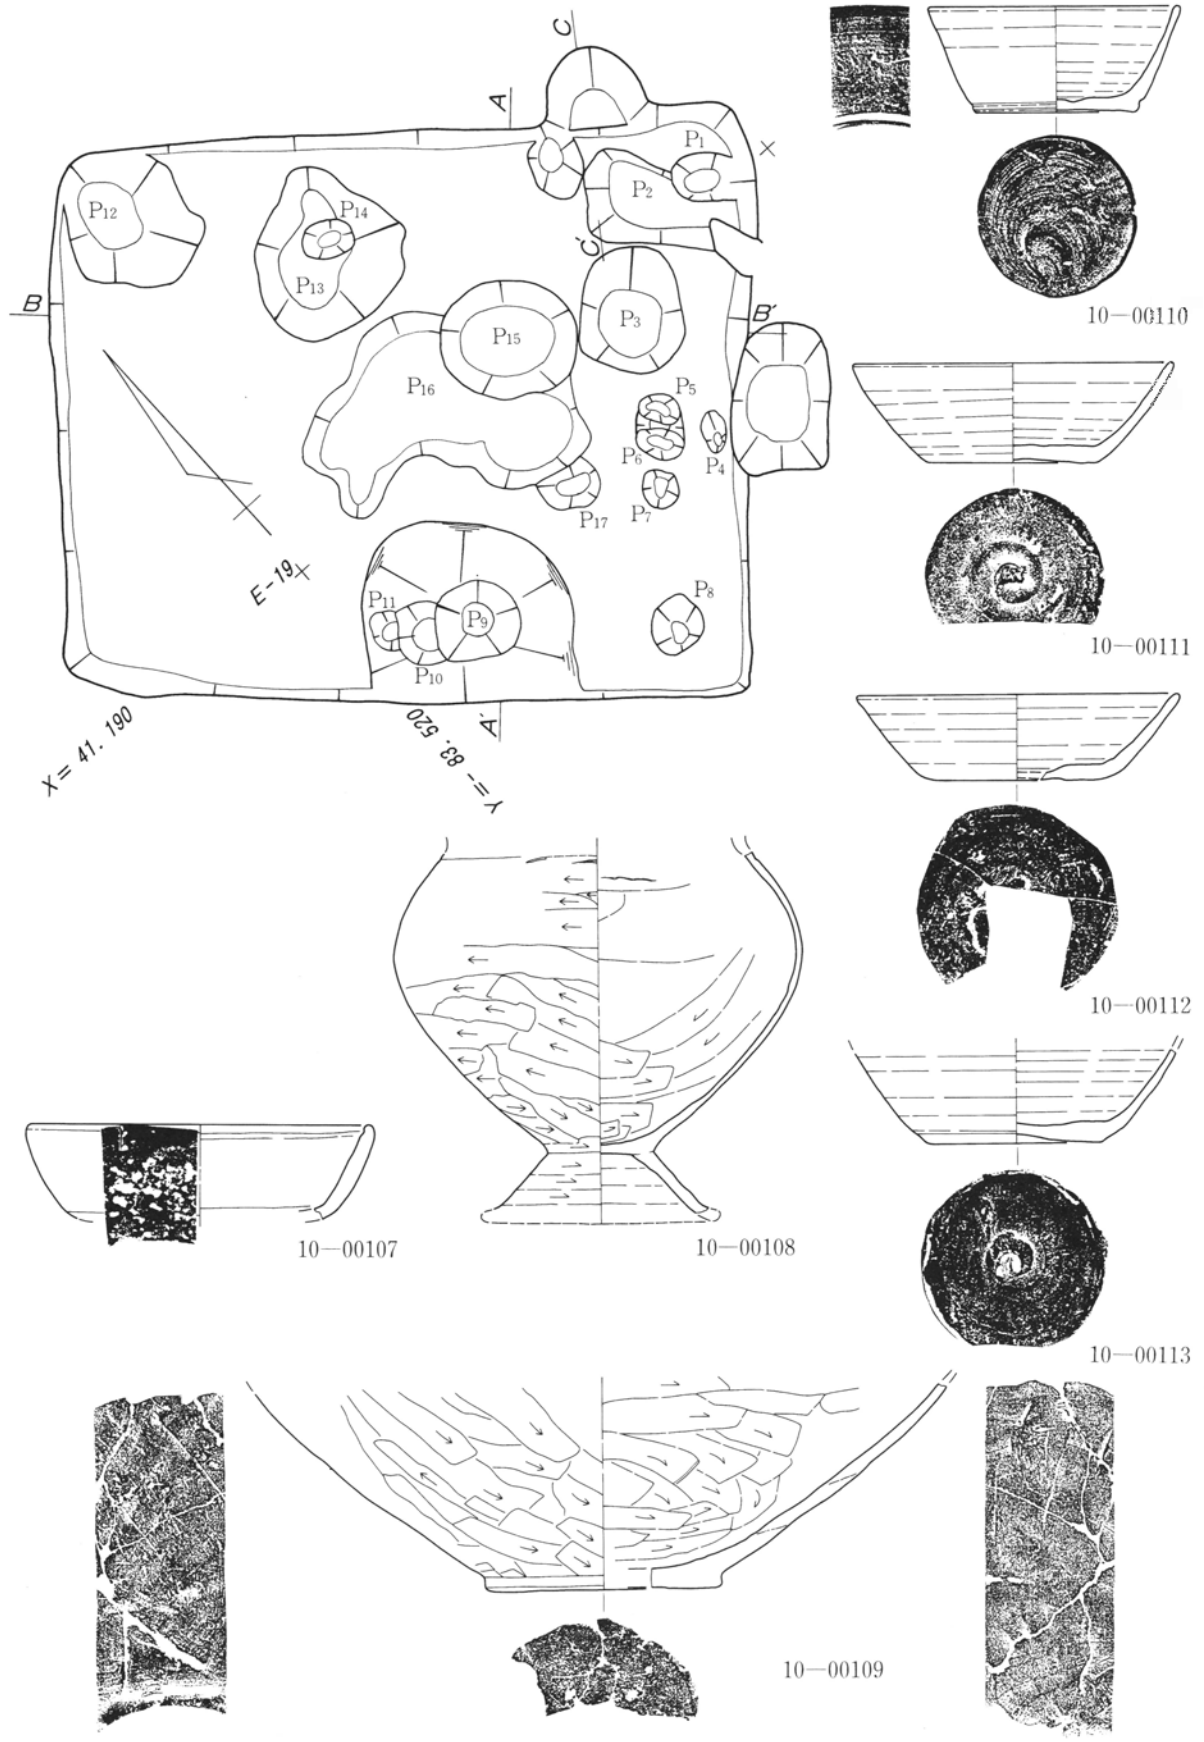 C
A
P1
P2
P12
P14
C'
P13
B
B'
P3
P15
P16
P5
P6
P4
P7
P17
E-19
P8
P11
P9
P10
A'
X = 41. 190
Y = - 83. 520
10—00110
10—00111
10—00112
10—00107
10—00108
10—00113
10—00109